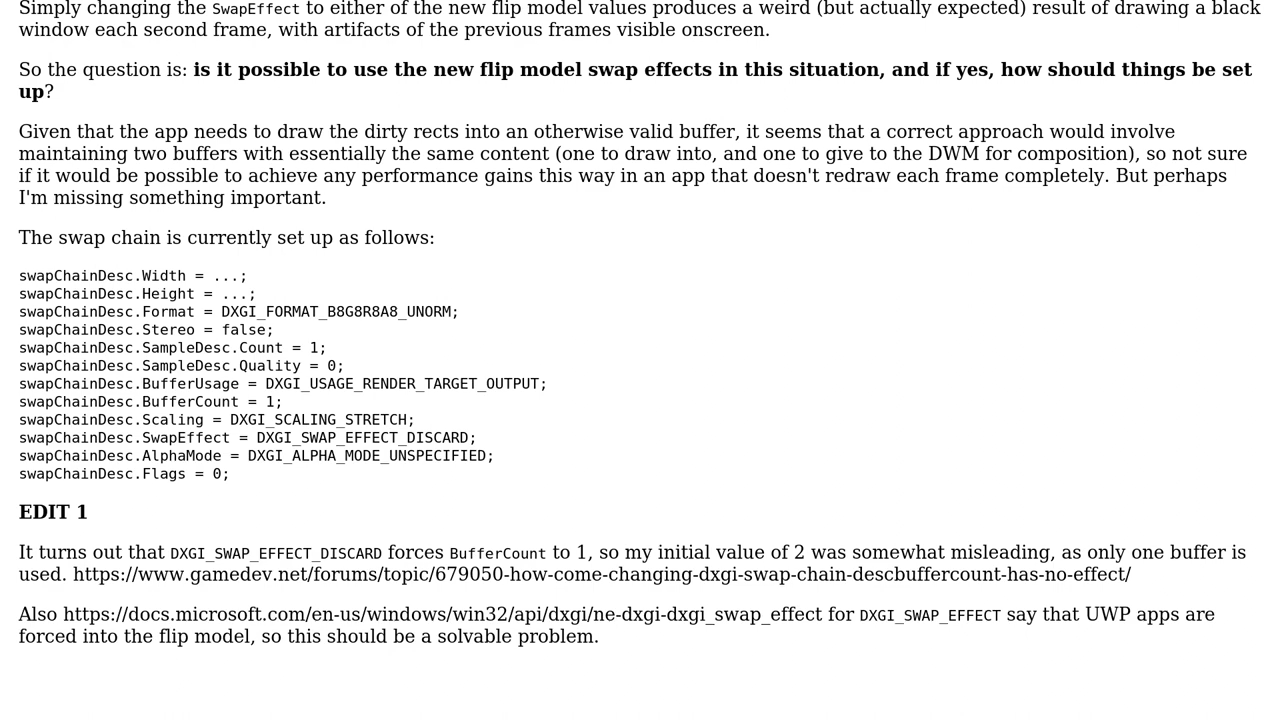 Simply changing the SwapEffect to either of the new flip model values produces a weird (but actually expected) result of drawing a black
window each second frame, with artifacts of the previous frames visible onscreen.
So the question is: is it possible to use the new flip model swap effects in this situation, and if yes, how should things be set
up?
Given that the app needs to draw the dirty rects into an otherwise valid buffer, it seems that a correct approach would involve
maintaining two buffers with essentially the same content (one to draw into, and one to give to the DWM for composition), so not sure
if it would be possible to achieve any performance gains this way in an app that doesn't redraw each frame completely. But perhaps
I'm missing something important.
The swap chain is currently set up as follows:
swapChainDesc.Width = ...;
swapChainDesc.Height = ...;
swapChainDesc.Format = DXGI_FORMAT_B8G8R8A8_UNORM;
swapChainDesc.Stereo = false;
swapChainDesc.SampleDesc.Count = 1;
swapChainDesc.SampleDesc.Quality = 0;
swapChainDesc.BufferUsage = DXGI_USAGE_RENDER_TARGET_OUTPUT;
swapChainDesc.BufferCount = 1;
swapChainDesc.Scaling = DXGI_SCALING_STRETCH;
swapChainDesc.SwapEffect = DXGI_SWAP_EFFECT_DISCARD;
swapChainDesc.AlphaMode = DXGI_ALPHA_MODE_UNSPECIFIED;
swapChainDesc.Flags = 0;
EDIT 1
It turns out that DXGI_SWAP_EFFECT_DISCARD forces BufferCount to 1, so my initial value of 2 was somewhat misleading, as only one buffer is
used. https://www.gamedev.net/forums/topic/679050-how-come-changing-dxgi-swap-chain-descbuffercount-has-no-effect/
Also https://docs.microsoft.com/en-us/windows/win32/api/dxgi/ne-dxgi-dxgi_swap_effect for DXGI_SWAP_EFFECT say that UWP apps are
forced into the flip model, so this should be a solvable problem.